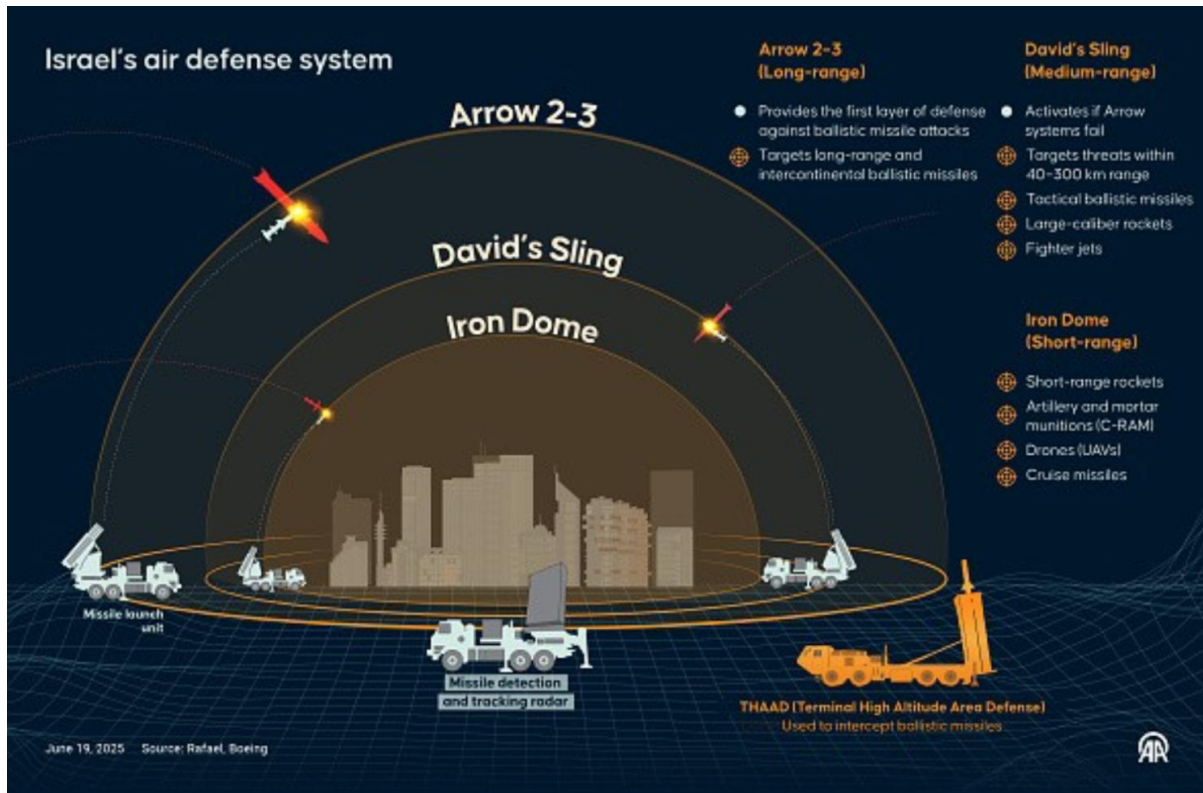 Israel's air defense system
Arrow 2-3
David's Sling
Iron Dome
Arrow 2-3
(Long-range)
Provides the first layer of defense
against ballistic missile attacks
Targets long-range and
intercontinental ballistic missiles
David's Sling
(Medium-range)
Activates if Arrow
systems fail
Targets threats within
40-300 km range
Tactical ballistic missiles
Large-caliber rockets
Fighter jets
Iron Dome
(Short-range)
Short-range rockets
Artillery and mortar
munitions (C-RAM)
Drones (UAVs)
Cruise missiles
Missile launch
unit
Missile detection
and tracking radar
THAAD (Terminal High Altitude Area Defense)
Used to intercept ballistic missiles
June 19, 2025 Source: Rafael, Boeing
AA